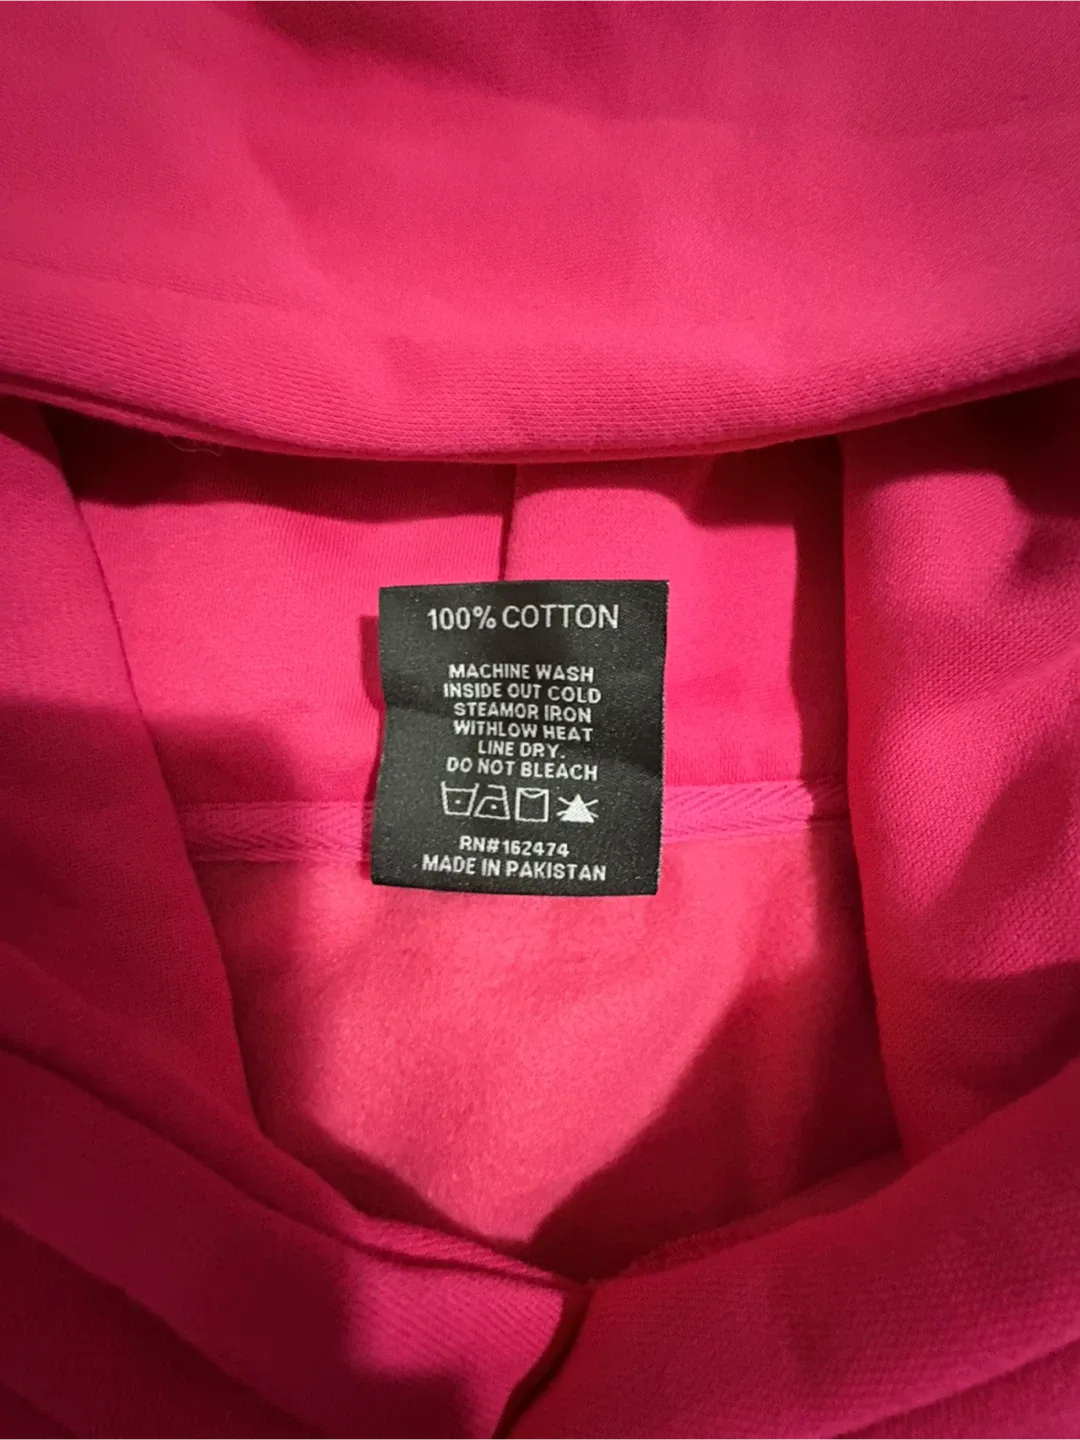 100% COTTON
MACHINE WASH
INSIDE OUT COLD
STEAMOR IRON
WITHLOW HEAT
LINE DRY.
DO NOT BLEACH
RN#162474
MADE IN PAKISTAN